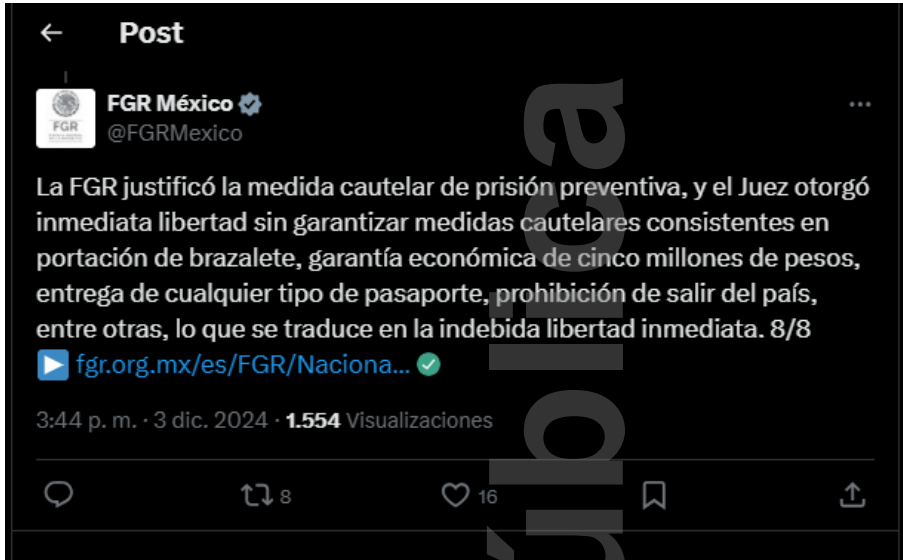 Post
FGR México
@FGRMexico
FGR
La FGR justificó la medida cautelar de prisión preventiva, y el Juez otorgó
inmediata libertad sin garantizar medidas cautelares consistentes en
portación de brazalete, garantía económica de cinco millones de pesos,
entrega de cualquier tipo de pasaporte, prohibición de salir del país,
entre otras, lo que se traduce en la indebida libertad inmediata. 8/8
fgr.org.mx/es/FGR/Naciona...
3:44 p. m. · 3 dic. 2024 · 1.554 Visualizaciones
8
16
ública